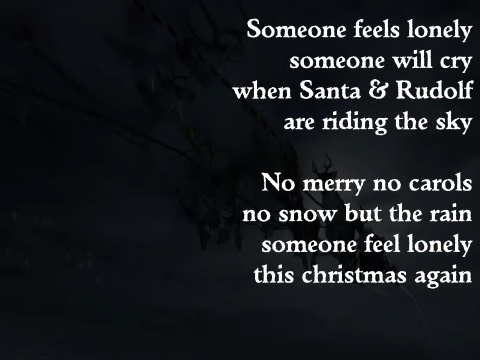 Someone feels lonely
someone will cry
when Santa & Rudolf
are riding the sky
No merry no carols
no snow but the rain
someone feel lonely
this christmas again